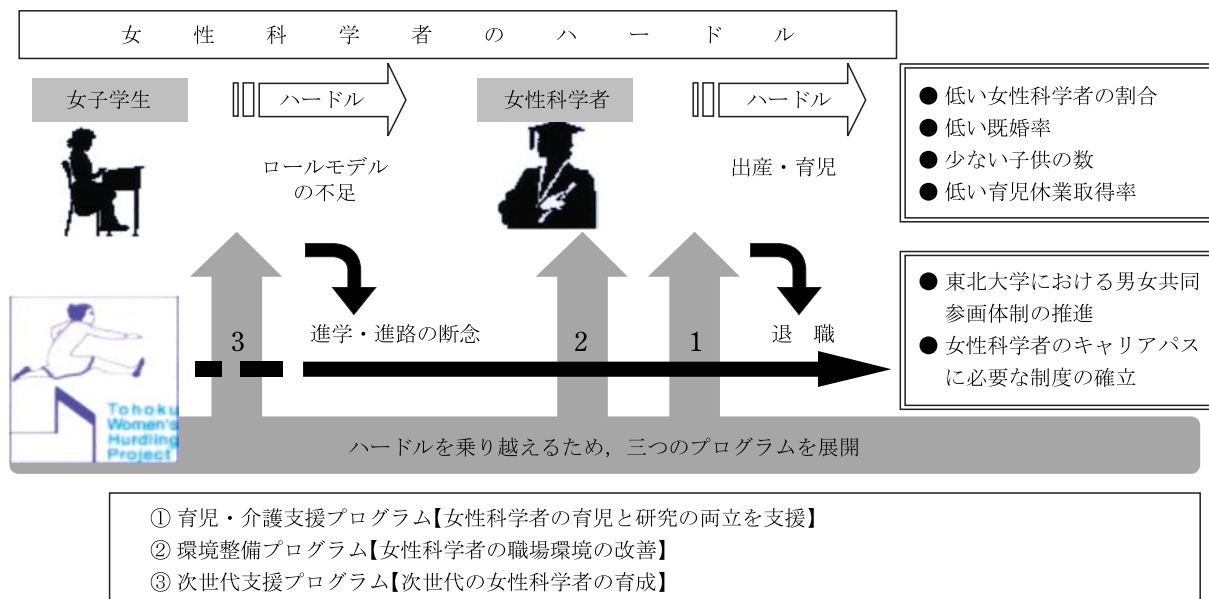 女性科学者のハードル
女子学生
ハードル
女性科学者
ハードル
ロールモデル
の不足
出産・育児
● 低い女性科学者の割合
● 低い既婚率
● 少ない子供の数
● 低い育児休業取得率
3
進学・進路の断念
2
1
退 職
● 東北大学における男女共同
参画体制の推進
● 女性科学者のキャリアパス
に必要な制度の確立
Tohoku
Women's
Hurdling
Project
ハードルを乗り越えるため，三つのプログラムを展開
① 育児・介護支援プログラム【女性科学者の育児と研究の両立を支援】
② 環境整備プログラム【女性科学者の職場環境の改善】
③ 次世代支援プログラム【次世代の女性科学者の育成】